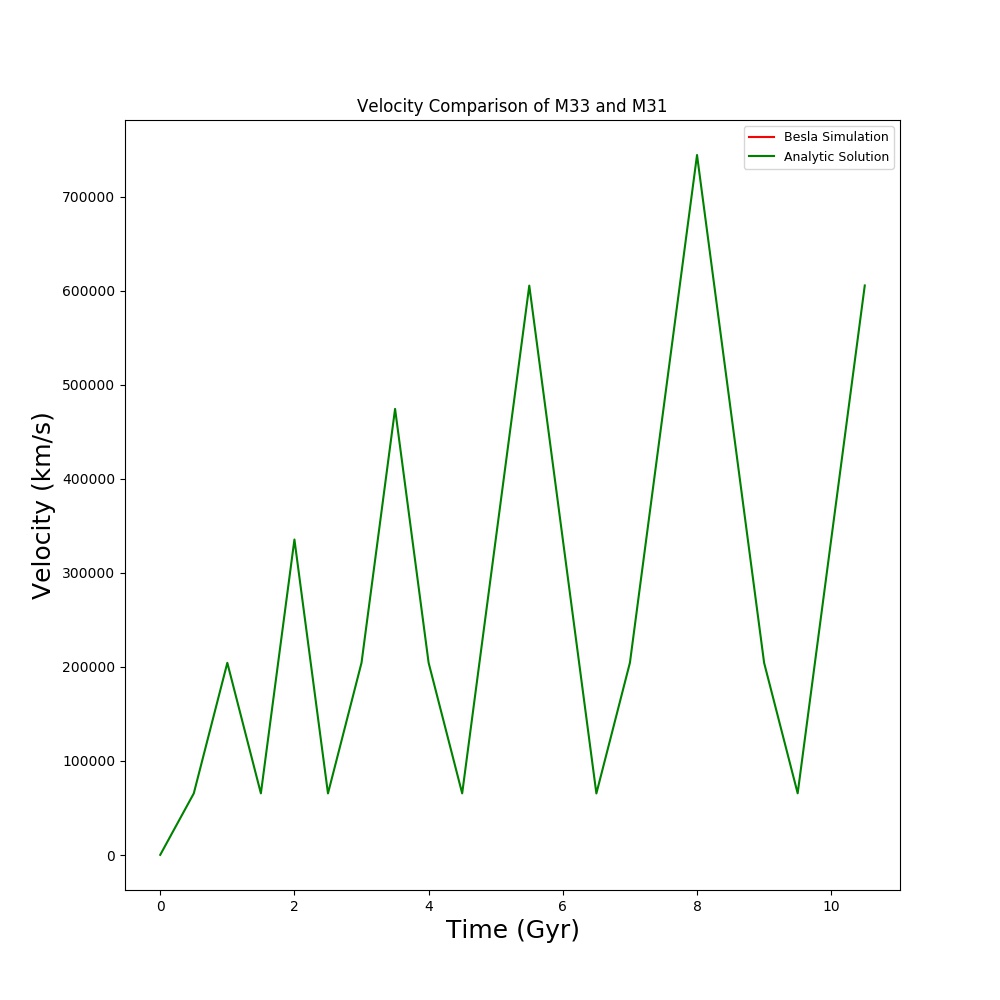 Velocity Comparison of M33 and M31
Besla Simulation
Analytic Solution
Velocity (km/s)
700000
600000
500000
400000
300000
200000
100000
0
0 2 4 6 8 10
Time (Gyr)